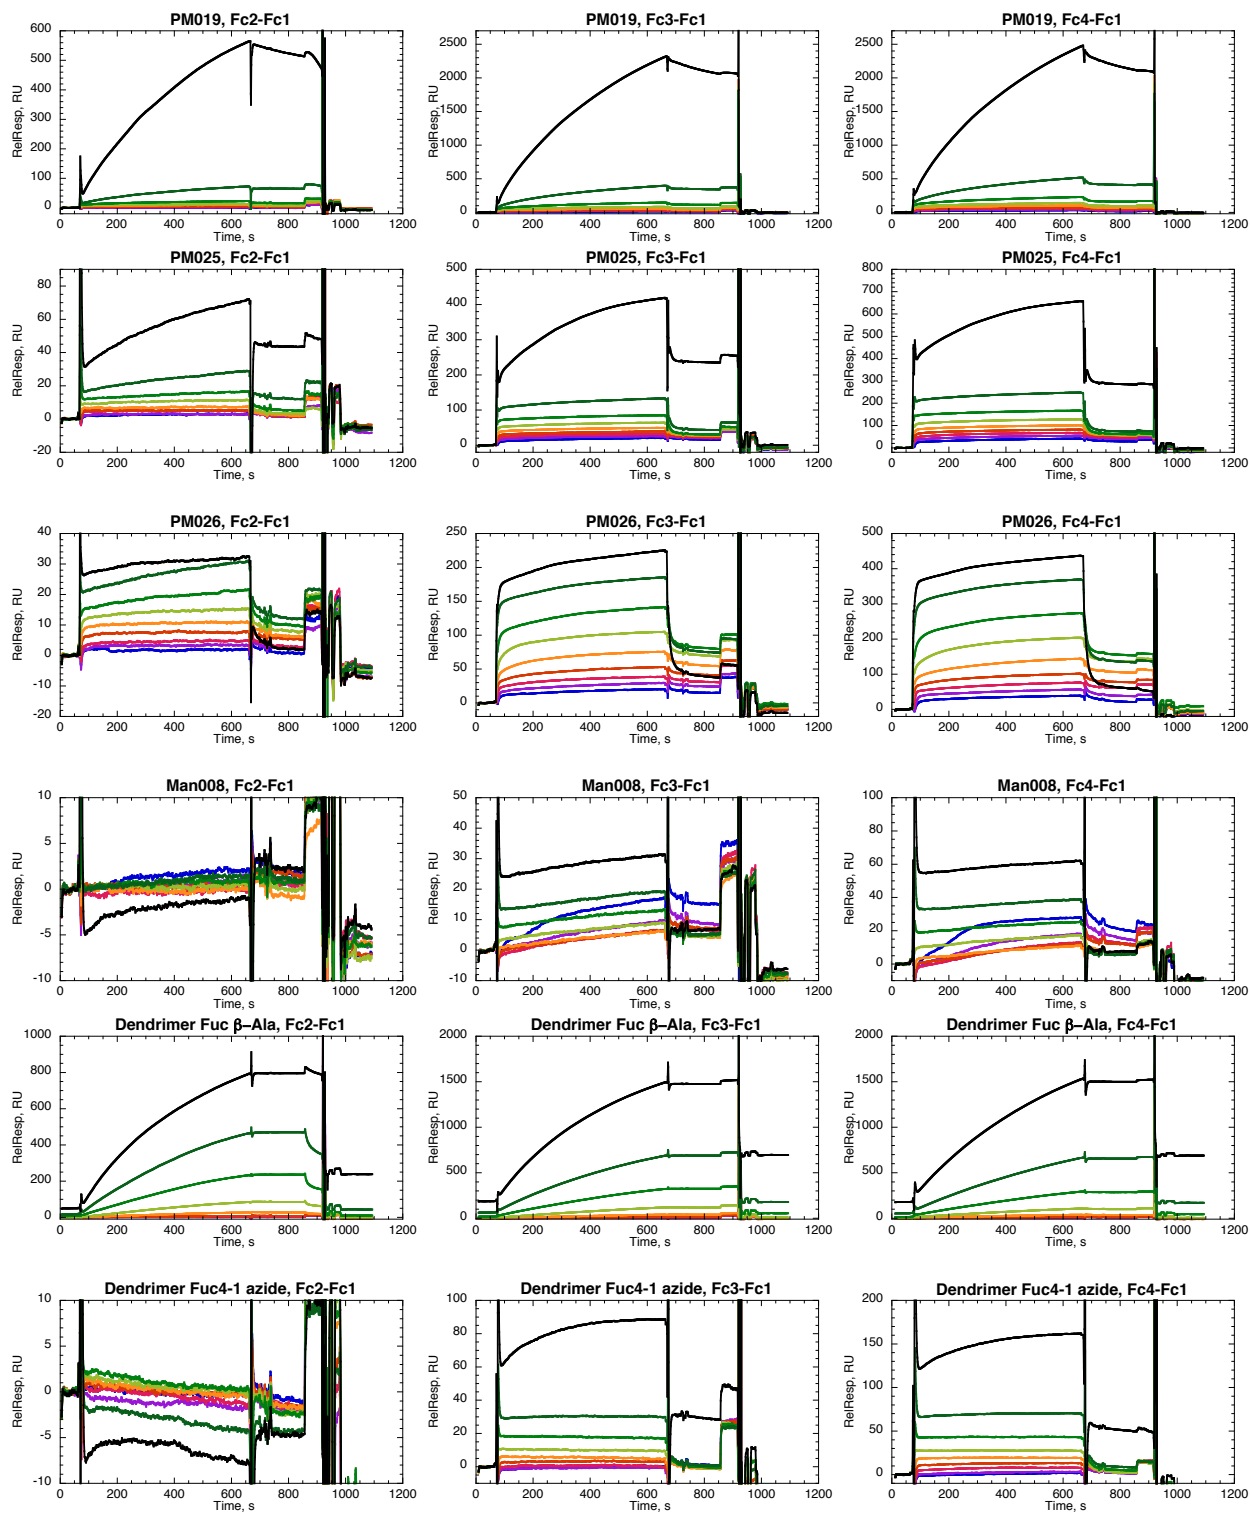 PM019, Fc2-Fc1
RelResp, RU
600
500
400
300
200
100
0
0 200 400 600 800 1000 1200
Time, s
PM019, Fc3-Fc1
RelResp, RU
2500
2000
1500
1000
500
0
0 200 400 600 800 1000 1200
Time, s
PM019, Fc4-Fc1
RelResp, RU
2500
2000
1500
1000
500
0
0 200 400 600 800 1000 1200
Time, s
PM025, Fc2-Fc1
RelResp, RU
80
60
40
20
0
-20
0 200 400 600 800 1000 1200
Time, s
PM025, Fc3-Fc1
RelResp, RU
500
400
300
200
100
0
0 200 400 600 800 1000 1200
Time, s
PM025, Fc4-Fc1
RelResp, RU
800
700
600
500
400
300
200
100
0
0 200 400 600 800 1000 1200
Time, s
PM026, Fc2-Fc1
RelResp, RU
40
30
20
10
0
-10
-20
0 200 400 600 800 1000 1200
Time, s
PM026, Fc3-Fc1
RelResp, RU
250
200
150
100
50
0
0 200 400 600 800 1000 1200
Time, s
PM026, Fc4-Fc1
RelResp, RU
500
400
300
200
100
0
0 200 400 600 800 1000 1200
Time, s
Man008, Fc2-Fc1
RelResp, RU
10
5
0
-5
-10
0 200 400 600 800 1000 1200
Time, s
Man008, Fc3-Fc1
RelResp, RU
50
40
30
20
10
0
-10
0 200 400 600 800 1000 1200
Time, s
Man008, Fc4-Fc1
RelResp, RU
100
80
60
40
20
0
0 200 400 600 800 1000 1200
Time, s
Dendrimer Fuc β–Ala, Fc2-Fc1
RelResp, RU
1000
800
600
400
200
0
0 200 400 600 800 1000 1200
Time, s
Dendrimer Fuc β–Ala, Fc3-Fc1
RelResp, RU
2000
1500
1000
500
0
0 200 400 600 800 1000 1200
Time, s
Dendrimer Fuc β–Ala, Fc4-Fc1
RelResp, RU
2000
1500
1000
500
0
0 200 400 600 800 1000 1200
Time, s
Dendrimer Fuc4-1 azide, Fc2-Fc1
RelResp, RU
10
5
0
-5
-10
0 200 400 600 800 1000 1200
Time, s
Dendrimer Fuc4-1 azide, Fc3-Fc1
RelResp, RU
100
80
60
40
20
0
0 200 400 600 800 1000 1200
Time, s
Dendrimer Fuc4-1 azide, Fc4-Fc1
RelResp, RU
200
150
100
50
0
0 200 400 600 800 1000 1200
Time, s